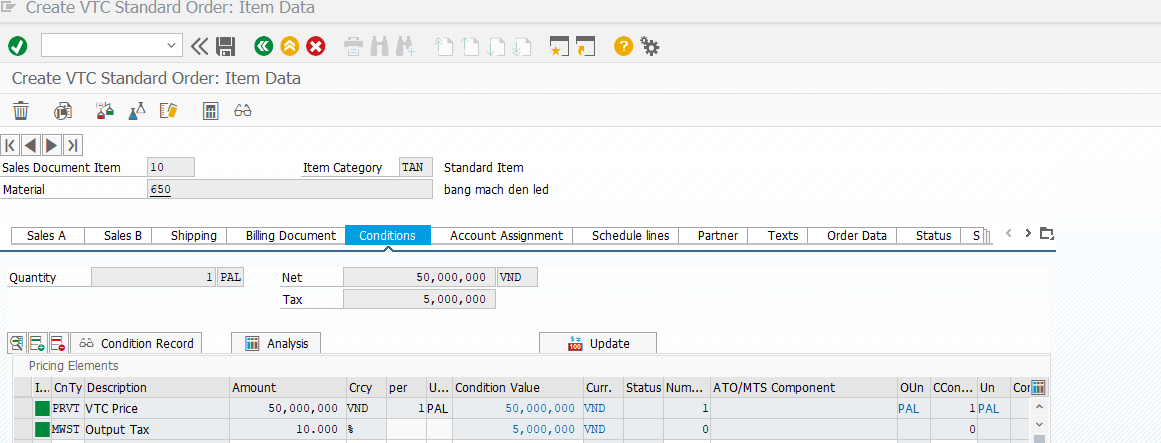 Create VTC Standard Order: Item Data
Create VTC Standard Order: Item Data
Sales Document Item 10 Item Category TAN Standard Item
Material 650 bang mach den led
Sales A Sales B Shipping Billing Document Conditions Account Assignment Schedule lines Partner Texts Order Data Status S
Quantity 1 PAL Net 50,000,000 VND
Tax 5,000,000
Condition Record Analysis Update
Pricing Elements
I... CnTy Description Amount Crcy per U... Condition Value Curr. Status Num... ATO/MTS Component OUn CCon... Un Con
PRVT VTC Price 50,000,000 VND 1 PAL 50,000,000 VND 1 PAL 1 PAL
MWST Output Tax 10.000 % 5,000,000 VND 0 0